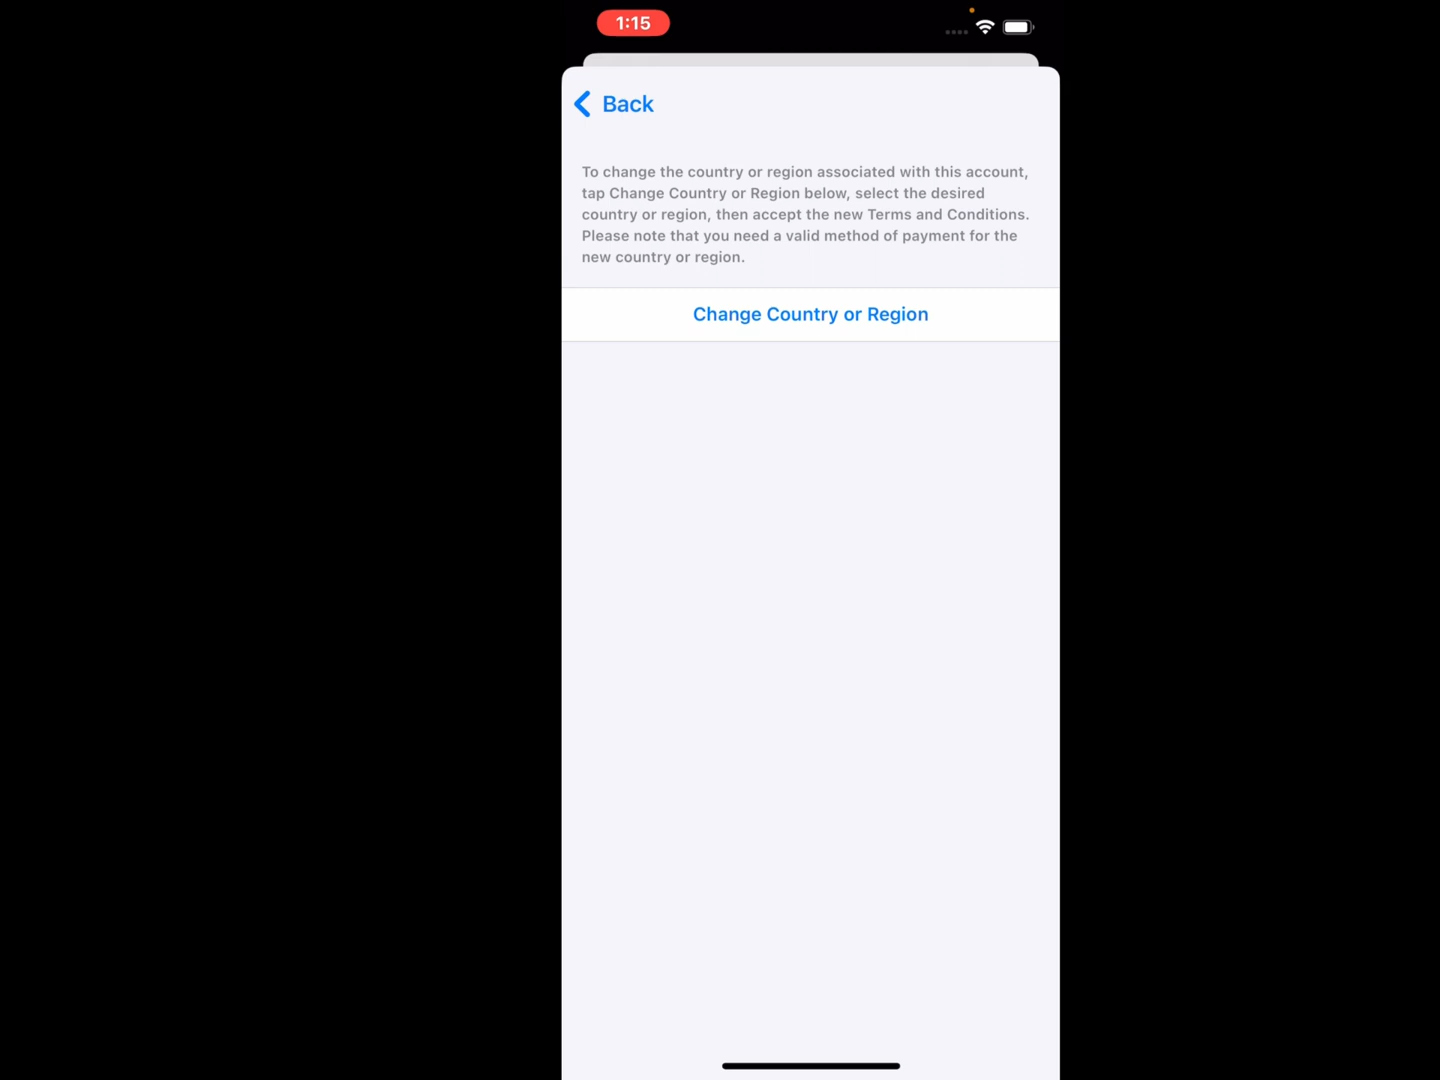 1:15
Back
To change the country or region associated with this account,
tap Change Country or Region below, select the desired
country or region, then accept the new Terms and Conditions.
Please note that you need a valid method of payment for the
new country or region.
Change Country or Region